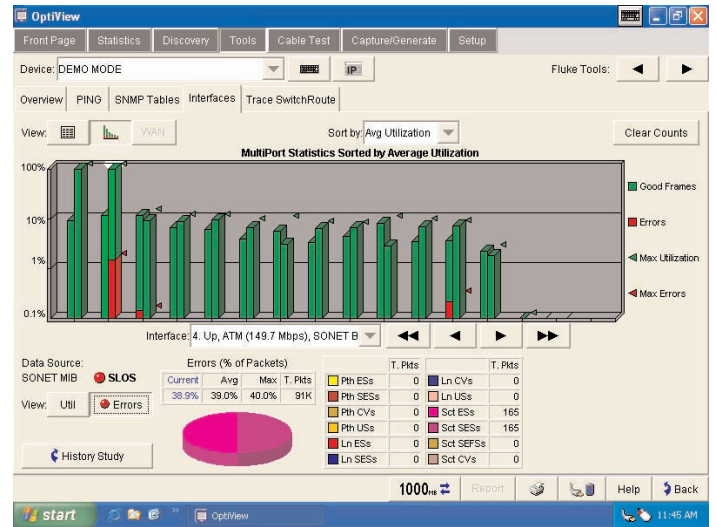 OptiView
Front Page Statistics Discovery Tools Cable Test Capture/Generate Setup
Device: DEMO MODE IP Fluke Tools:
Overview PING SNMP Tables Interfaces Trace SwitchRoute
View: WAN Sort by: Avg Utilization Clear Counts
MultiPort Statistics Sorted by Average Utilization
100%
10%
1%
0.1%
Good Frames
Errors
Max Utilization
Max Errors
Interface: 4. Up, ATM (149.7 Mbps), SONET B
Data Source:
SONET MIB SLOS
View: Util Errors
History Study
Errors (% of Packets)
Current Avg Max T. Pkts
38.9% 39.0% 40.0% 91K
T. Pkts T. Pkts
Pth ESs 0 Ln CVs 0
Pth SESs 0 Ln USs 0
Pth CVs 0 Sct ESs 165
Pth USs 0 Sct SESs 165
Ln ESs 0 Sct SEFSs 0
Ln SESs 0 Sct CVs 0
1000 MB Report Help Back
start OptiView 11:45 AM